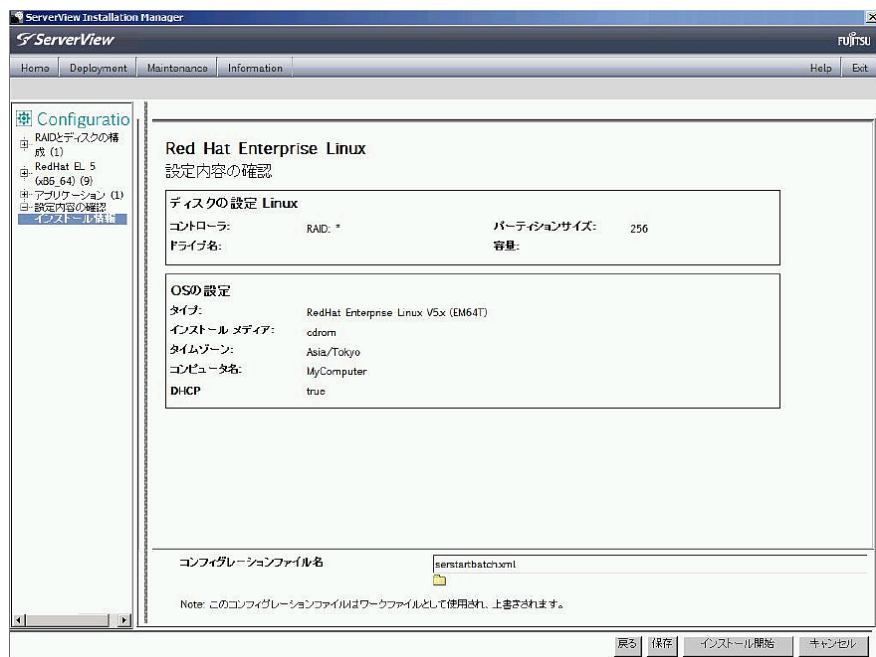 ServerView Installation Manager
ServerView
FUJITSU
Home Deployment Maintenance Information Help Exit
Configuratio
RAIDとディスクの構
成 (1)
RedHat EL 5
(x86_64) (9)
アプリケーション (1)
設定内容の確認
インストール情報
Red Hat Enterprise Linux
設定内容の確認
ディスクの設定 Linux
コントローラ: RAID: * パーティションサイズ: 256
ドライブ名: 容量:
OSの設定
タイプ: RedHat Enterprise Linux V5.x (EM64T)
インストール メディア: cdrom
タイムゾーン: Asia/Tokyo
コンピュータ名: MyComputer
DHCP true
コンフィグレーションファイル名 serstartbatch.xml
Note: このコンフィグレーションファイルはワークファイルとして使用され、上書きされます。
戻る 保存 インストール開始 キャンセル